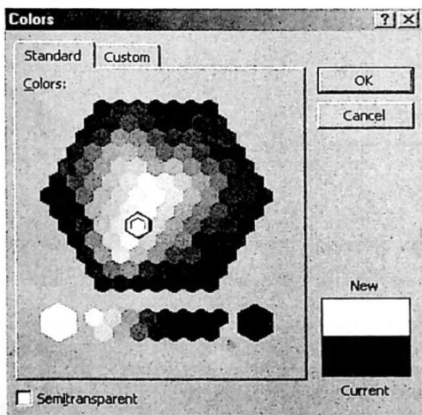 Colors
Standard Custom
Colors:
OK
Cancel
New
Current
Semitransparent